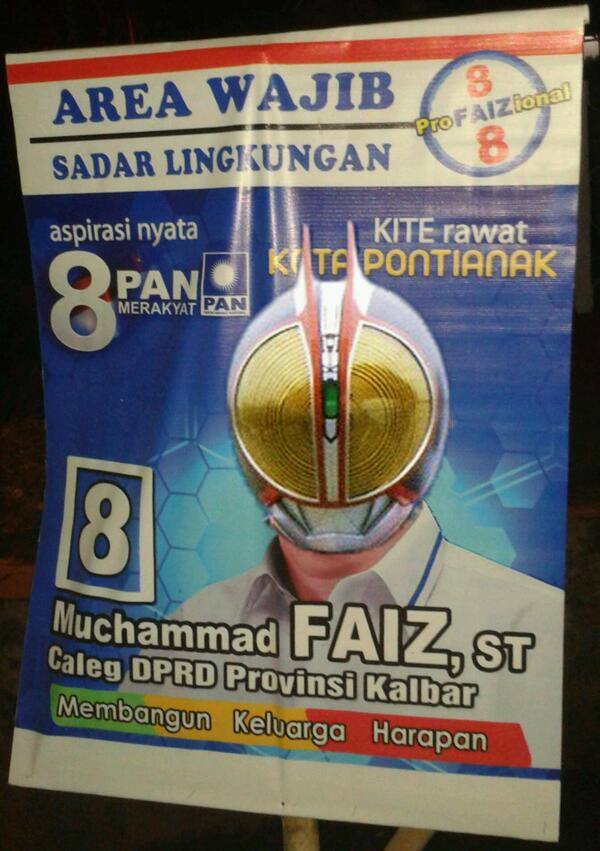 AREA WAJIB
SADAR LINGKUNGAN
8
ProFAIZional
8
aspirasi nyata
8 PAN
MERAKYAT
PAN
KITE rawat
KOTA PONTIANAK
8
Muchammad FAIZ, ST
Caleg DPRD Provinsi Kalbar
Membangun Keluarga Harapan